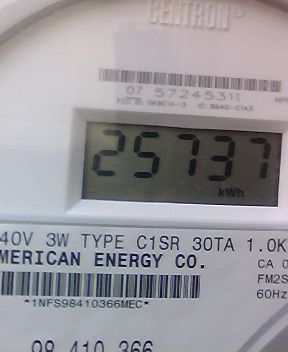 CENTRON®
07 57245311
25737
kWh
40V 3W TYPE C1SR 30TA 1.0K
MERICAN ENERGY CO.
CA 0
FM2S
60Hz
*1NFS98410366MEC*
98 410 366